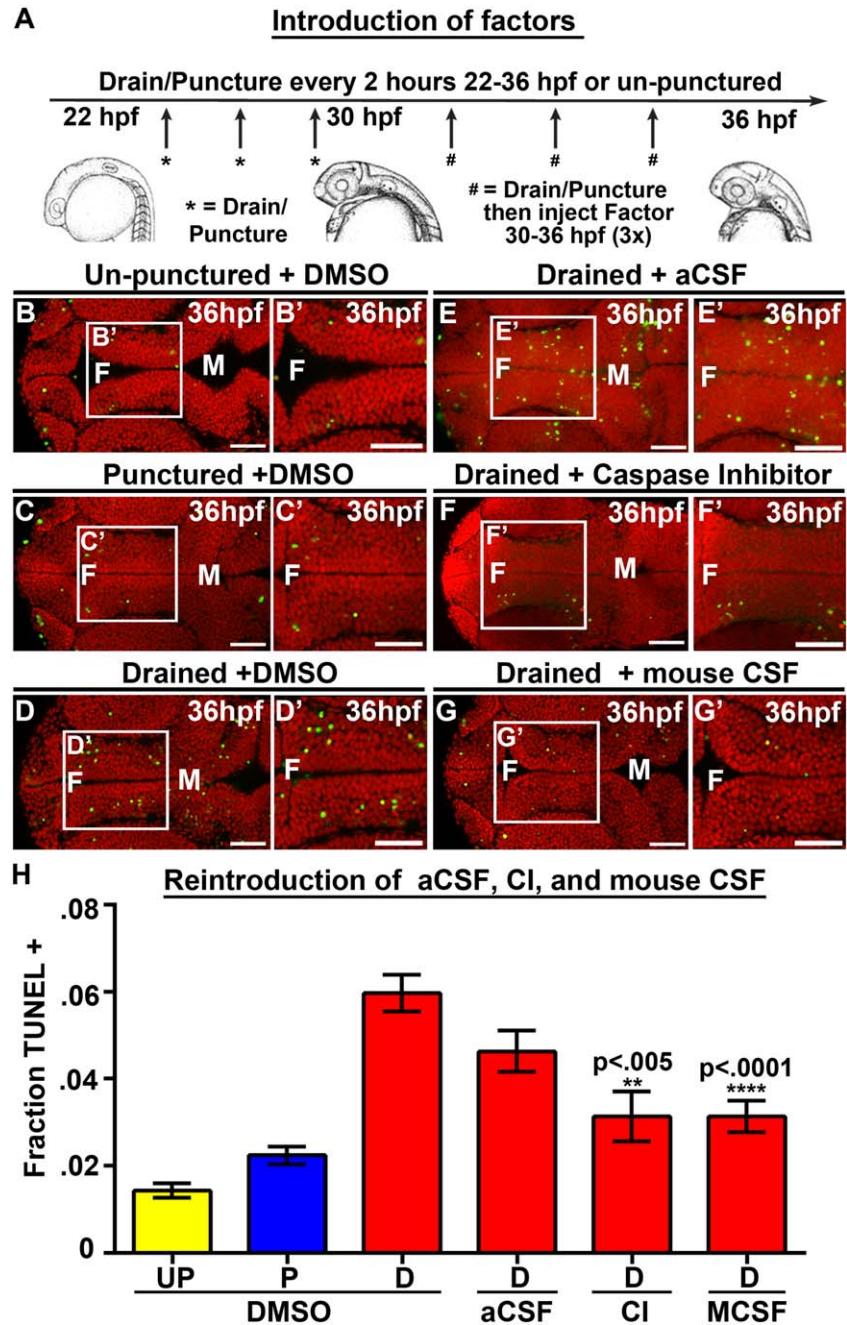 A
Introduction of factors
Drain/Puncture every 2 hours 22-36 hpf or un-punctured
22 hpf 30 hpf 36 hpf
* * * # # #
* = Drain/
Puncture
# = Drain/Puncture
then inject Factor
30-36 hpf (3x)
Un-punctured + DMSO
B 36hpf B' 36hpf
B'
F M F
Drained + aCSF
E 36hpf E' 36hpf
E'
F M F
Punctured +DMSO
C 36hpf C' 36hpf
C'
F M F
Drained + Caspase Inhibitor
F 36hpf F' 36hpf
F'
F M F
Drained +DMSO
D 36hpf D' 36hpf
D'
F M F
Drained + mouse CSF
G 36hpf G' 36hpf
G'
F M F
H
Reintroduction of aCSF, CI, and mouse CSF
Fraction TUNEL +
.08
.06
.04
.02
0
p<.005
**
p<.0001
****
UP P D D D D
DMSO aCSF CI MCSF